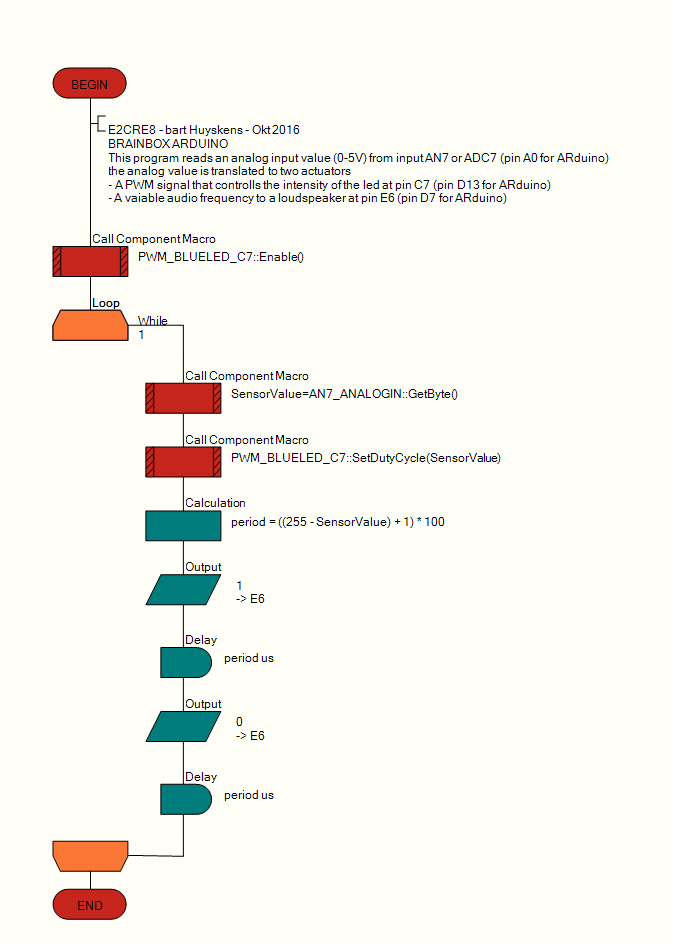 BEGIN
E2CRE8 - bart Huyskens - Okt 2016
BRAINBOX ARDUINO
This program reads an analog input value (0-5V) from input AN7 or ADC7 (pin A0 for ARduino)
the analog value is translated to two actuators
- A PWM signal that controlls the intensity of the led at pin C7 (pin D13 for ARduino)
- A vaiable audio frequency to a loudspeaker at pin E6 (pin D7 for ARduino)
Call Component Macro
PWM_BLUELED_C7::Enable()
Loop
While
1
Call Component Macro
SensorValue=AN7_ANALOGIN::GetByte()
Call Component Macro
PWM_BLUELED_C7::SetDutyCycle(SensorValue)
Calculation
period = ((255 - SensorValue) + 1) * 100
Output
1
-> E6
Delay
period us
Output
0
-> E6
Delay
period us
END